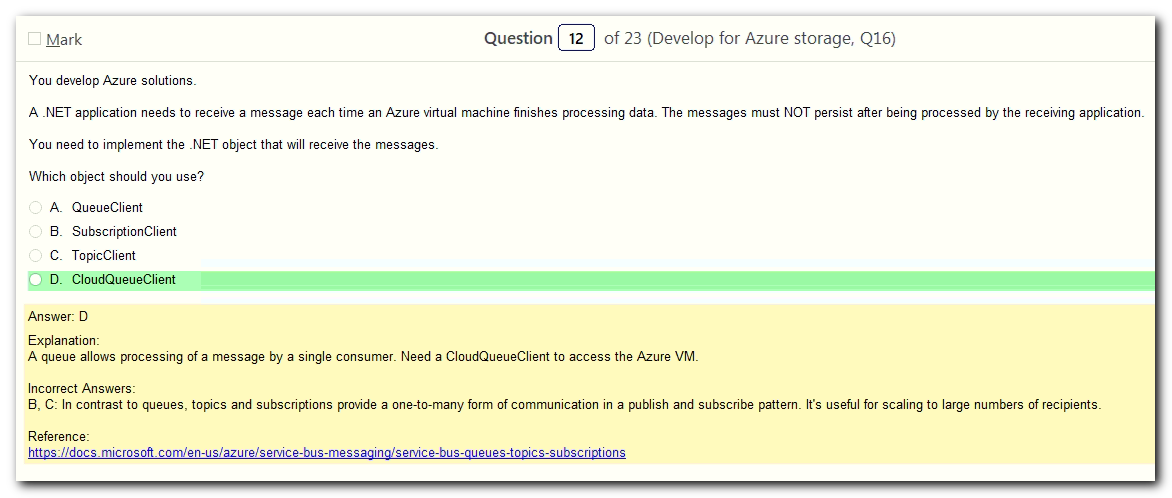 Mark Question 12 of 23 (Develop for Azure storage, Q16)
You develop Azure solutions.
A .NET application needs to receive a message each time an Azure virtual machine finishes processing data. The messages must NOT persist after being processed by the receiving application.
You need to implement the .NET object that will receive the messages.
Which object should you use?
A. QueueClient
B. SubscriptionClient
C. TopicClient
D. CloudQueueClient
Answer: D
Explanation:
A queue allows processing of a message by a single consumer. Need a CloudQueueClient to access the Azure VM.
Incorrect Answers:
B, C: In contrast to queues, topics and subscriptions provide a one-to-many form of communication in a publish and subscribe pattern. It's useful for scaling to large numbers of recipients.
Reference:
https://docs.microsoft.com/en-us/azure/service-bus-messaging/service-bus-queues-topics-subscriptions